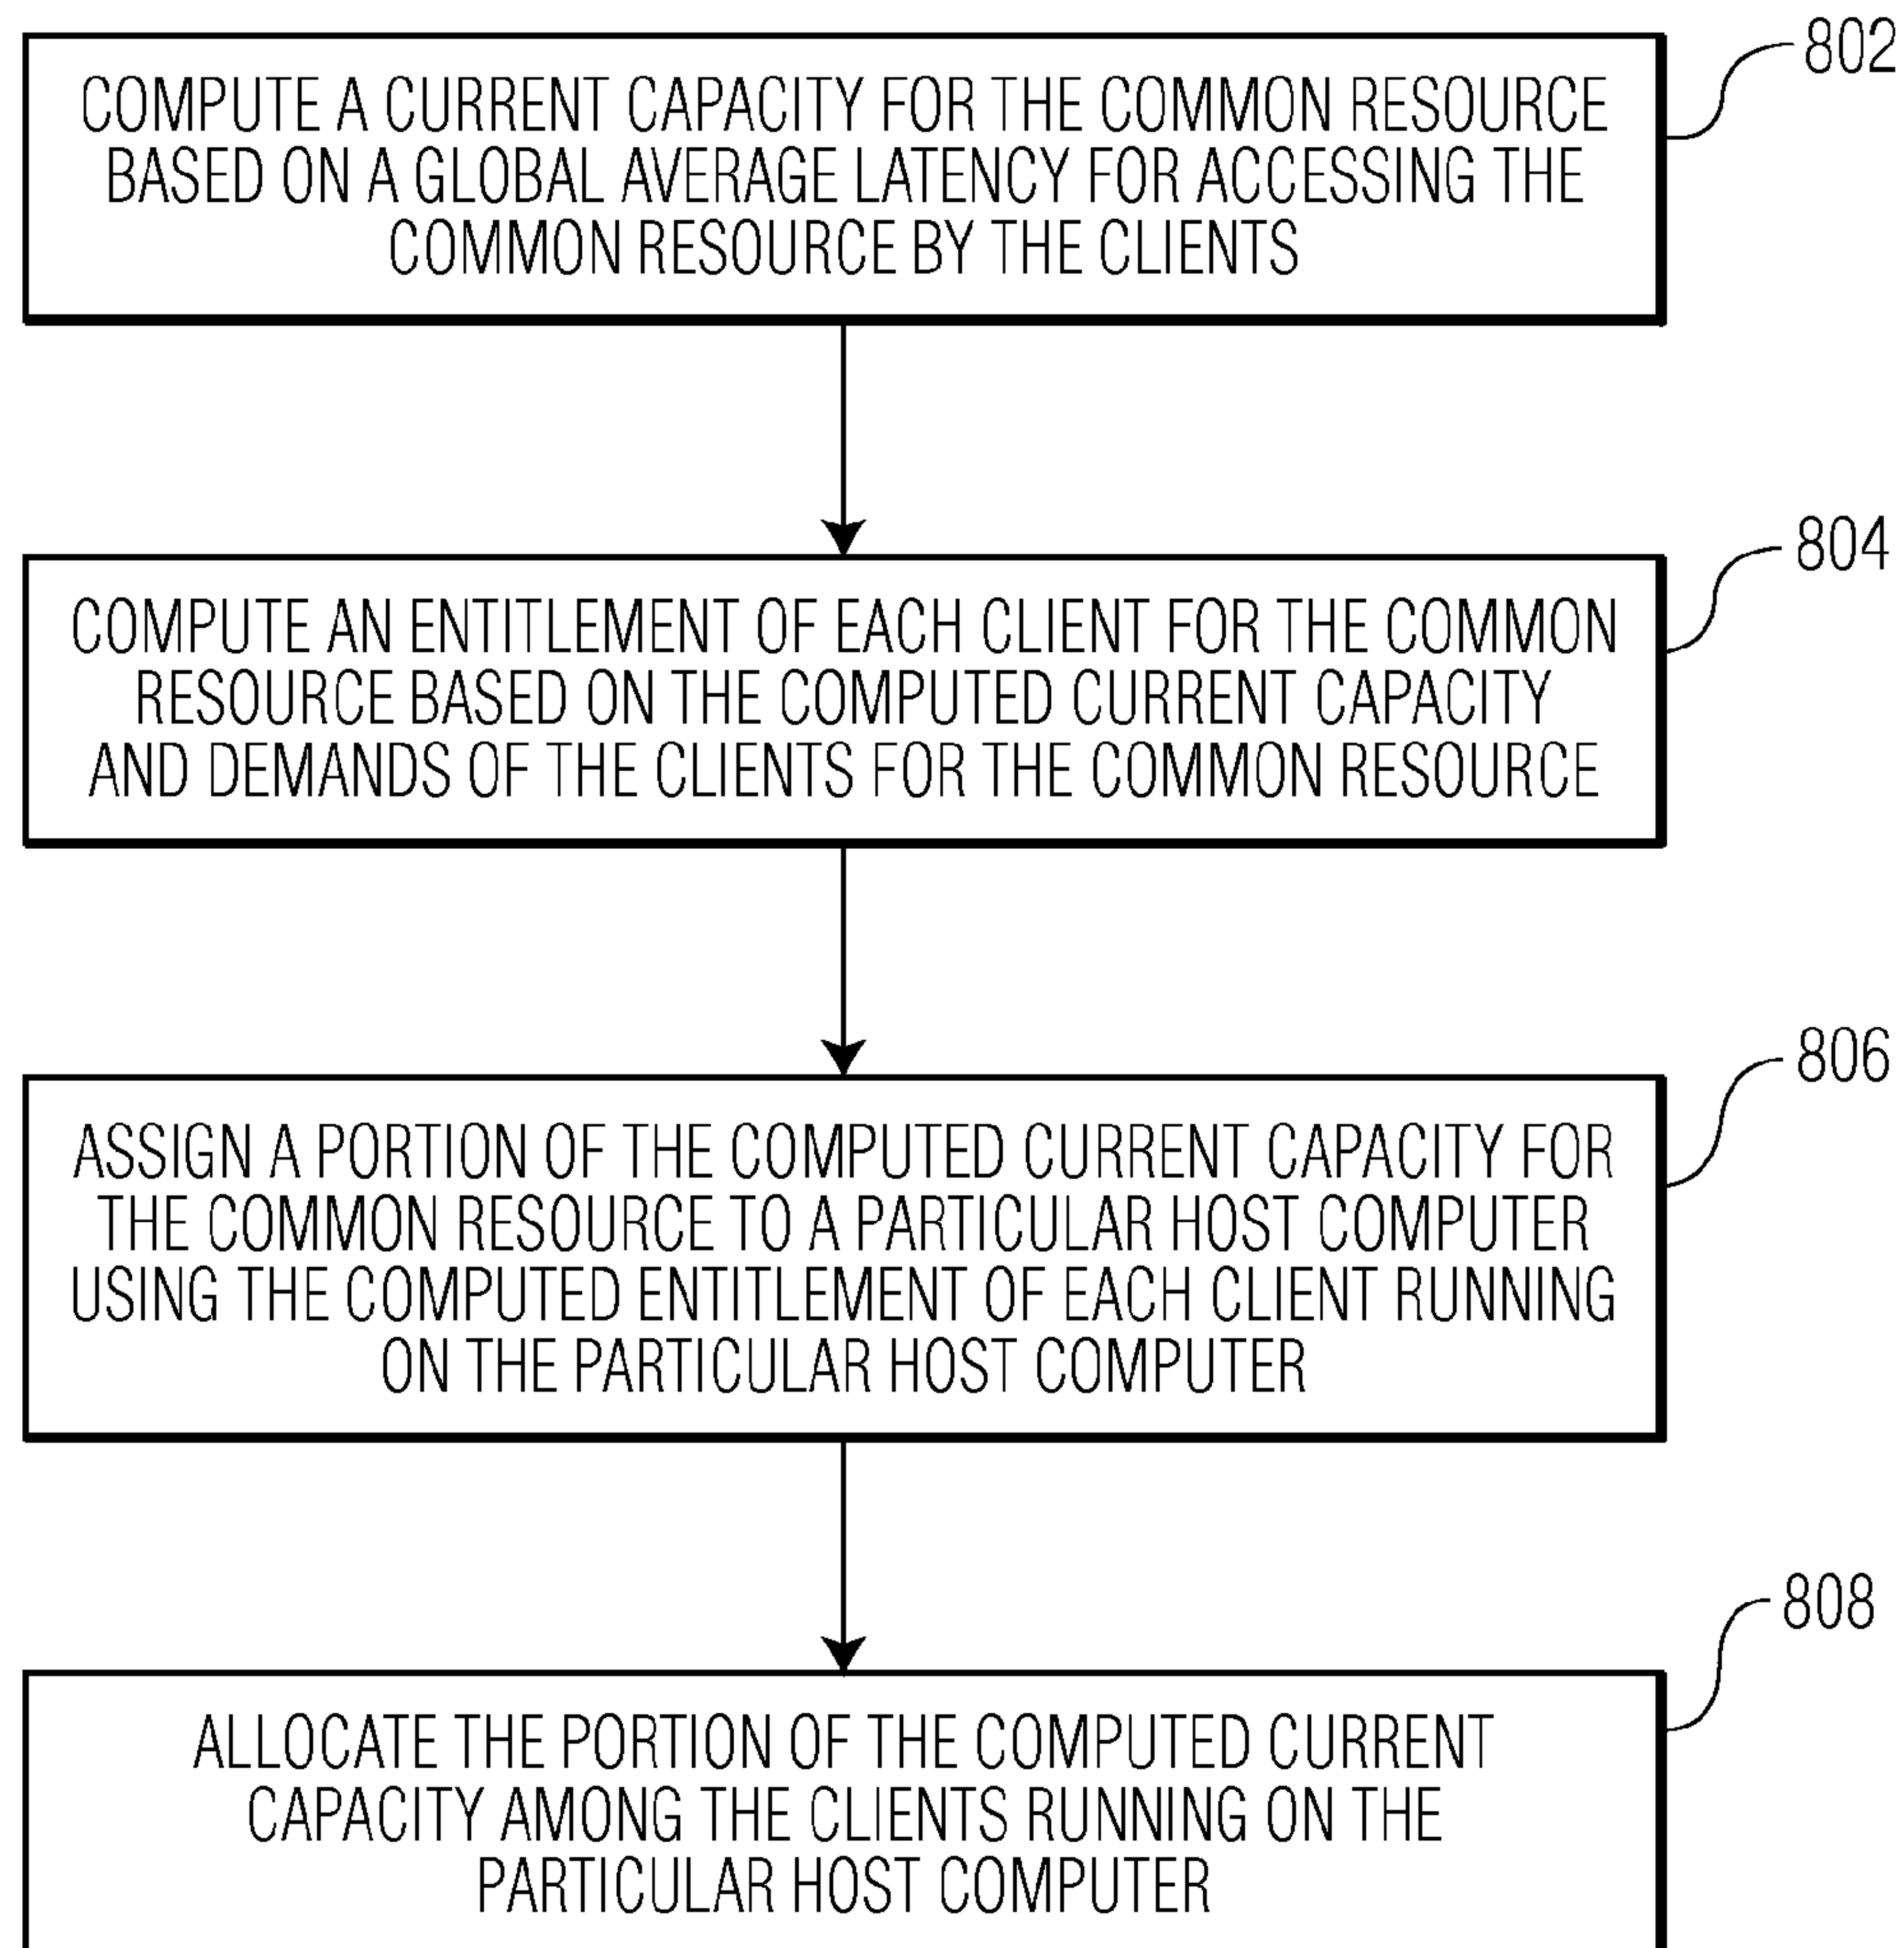 802
COMPUTE A CURRENT CAPACITY FOR THE COMMON RESOURCE
BASED ON A GLOBAL AVERAGE LATENCY FOR ACCESSING THE
COMMON RESOURCE BY THE CLIENTS
804
COMPUTE AN ENTITLEMENT OF EACH CLIENT FOR THE COMMON
RESOURCE BASED ON THE COMPUTED CURRENT CAPACITY
AND DEMANDS OF THE CLIENTS FOR THE COMMON RESOURCE
806
ASSIGN A PORTION OF THE COMPUTED CURRENT CAPACITY FOR
THE COMMON RESOURCE TO A PARTICULAR HOST COMPUTER
USING THE COMPUTED ENTITLEMENT OF EACH CLIENT RUNNING
ON THE PARTICULAR HOST COMPUTER
808
ALLOCATE THE PORTION OF THE COMPUTED CURRENT
CAPACITY AMONG THE CLIENTS RUNNING ON THE
PARTICULAR HOST COMPUTER